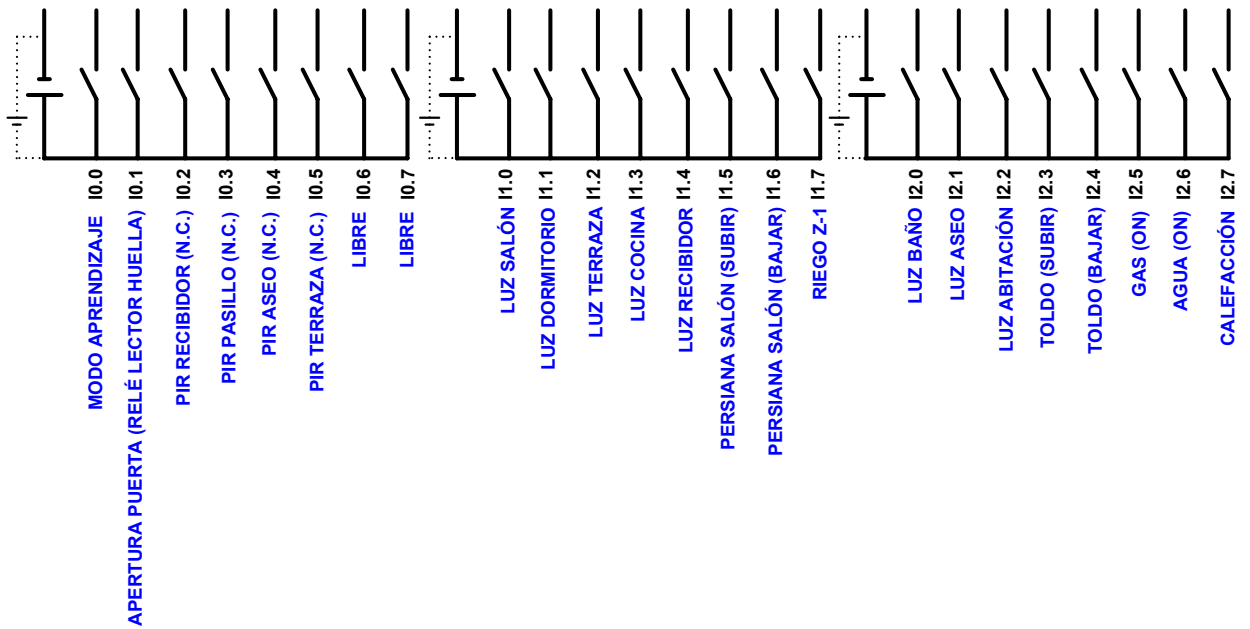 I0.0
MODO APRENDIZAJE
I0.1
APERTURA PUERTA (RELÉ LECTOR HUELLA)
I0.2
PIR RECIBIDOR (N.C.)
I0.3
PIR PASILLO (N.C.)
I0.4
PIR ASEO (N.C.)
I0.5
PIR TERRAZA (N.C.)
I0.6
LIBRE
I0.7
LIBRE
I1.0
LUZ SALÓN
I1.1
LUZ DORMITORIO
I1.2
LUZ TERRAZA
I1.3
LUZ COCINA
I1.4
LUZ RECIBIDOR
I1.5
PERSIANA SALÓN (SUBIR)
I1.6
PERSIANA SALÓN (BAJAR)
I1.7
RIEGO Z-1
I2.0
LUZ BAÑO
I2.1
LUZ ASEO
I2.2
LUZ ABITACIÓN
I2.3
TOLDO (SUBIR)
I2.4
TOLDO (BAJAR)
I2.5
GAS (ON)
I2.6
AGUA (ON)
I2.7
CALEFACCIÓN